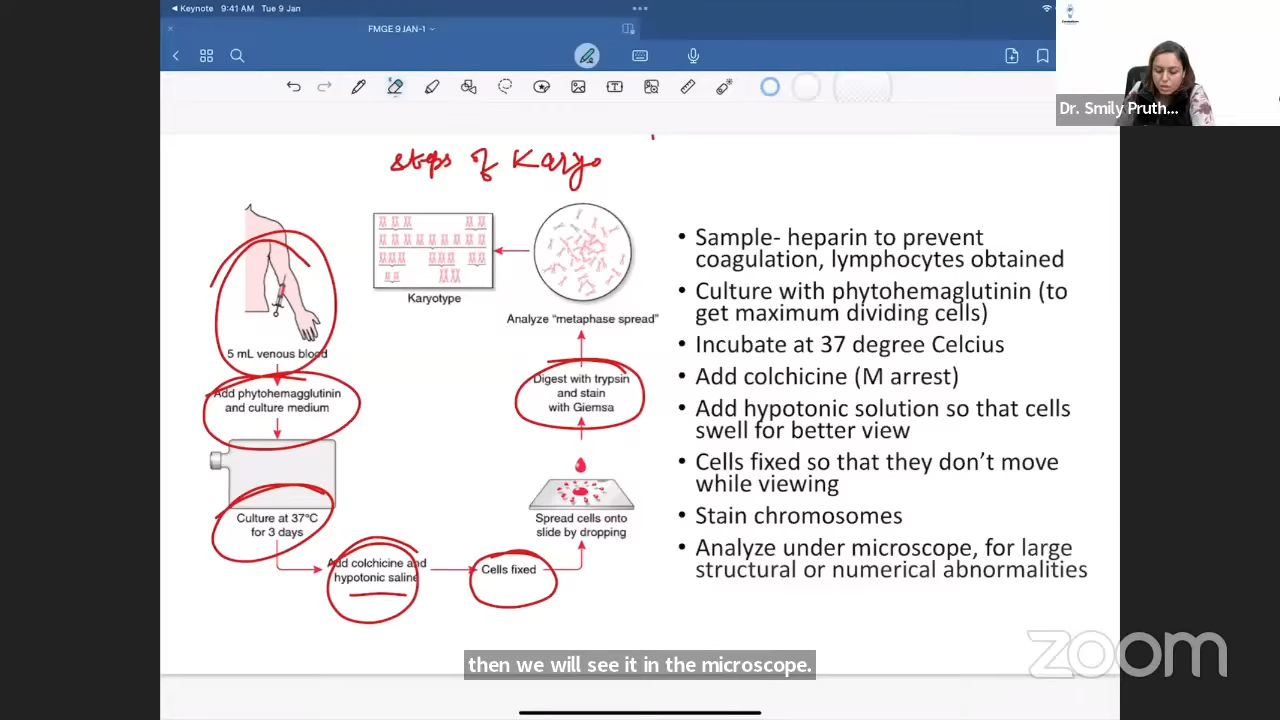 Keynote 9:41 AM Tue 9 Jan
FMGE 9 JAN-1
Dr. Smily Pruth...
steps of Karyo
5 mL venous blood
Add phytohemagglutinin
and culture medium
Culture at 37°C
for 3 days
Add colchicine and
hypotonic saline
Cells fixed
Spread cells onto
slide by dropping
Digest with trypsin
and stain
with Giemsa
Analyze "metaphase spread"
Karyotype
• Sample- heparin to prevent
coagulation, lymphocytes obtained
• Culture with phytohemaglutinin (to
get maximum dividing cells)
• Incubate at 37 degree Celcius
• Add colchicine (M arrest)
• Add hypotonic solution so that cells
swell for better view
• Cells fixed so that they don't move
while viewing
• Stain chromosomes
• Analyze under microscope, for large
structural or numerical abnormalities
zoom
then we will see it in the microscope.